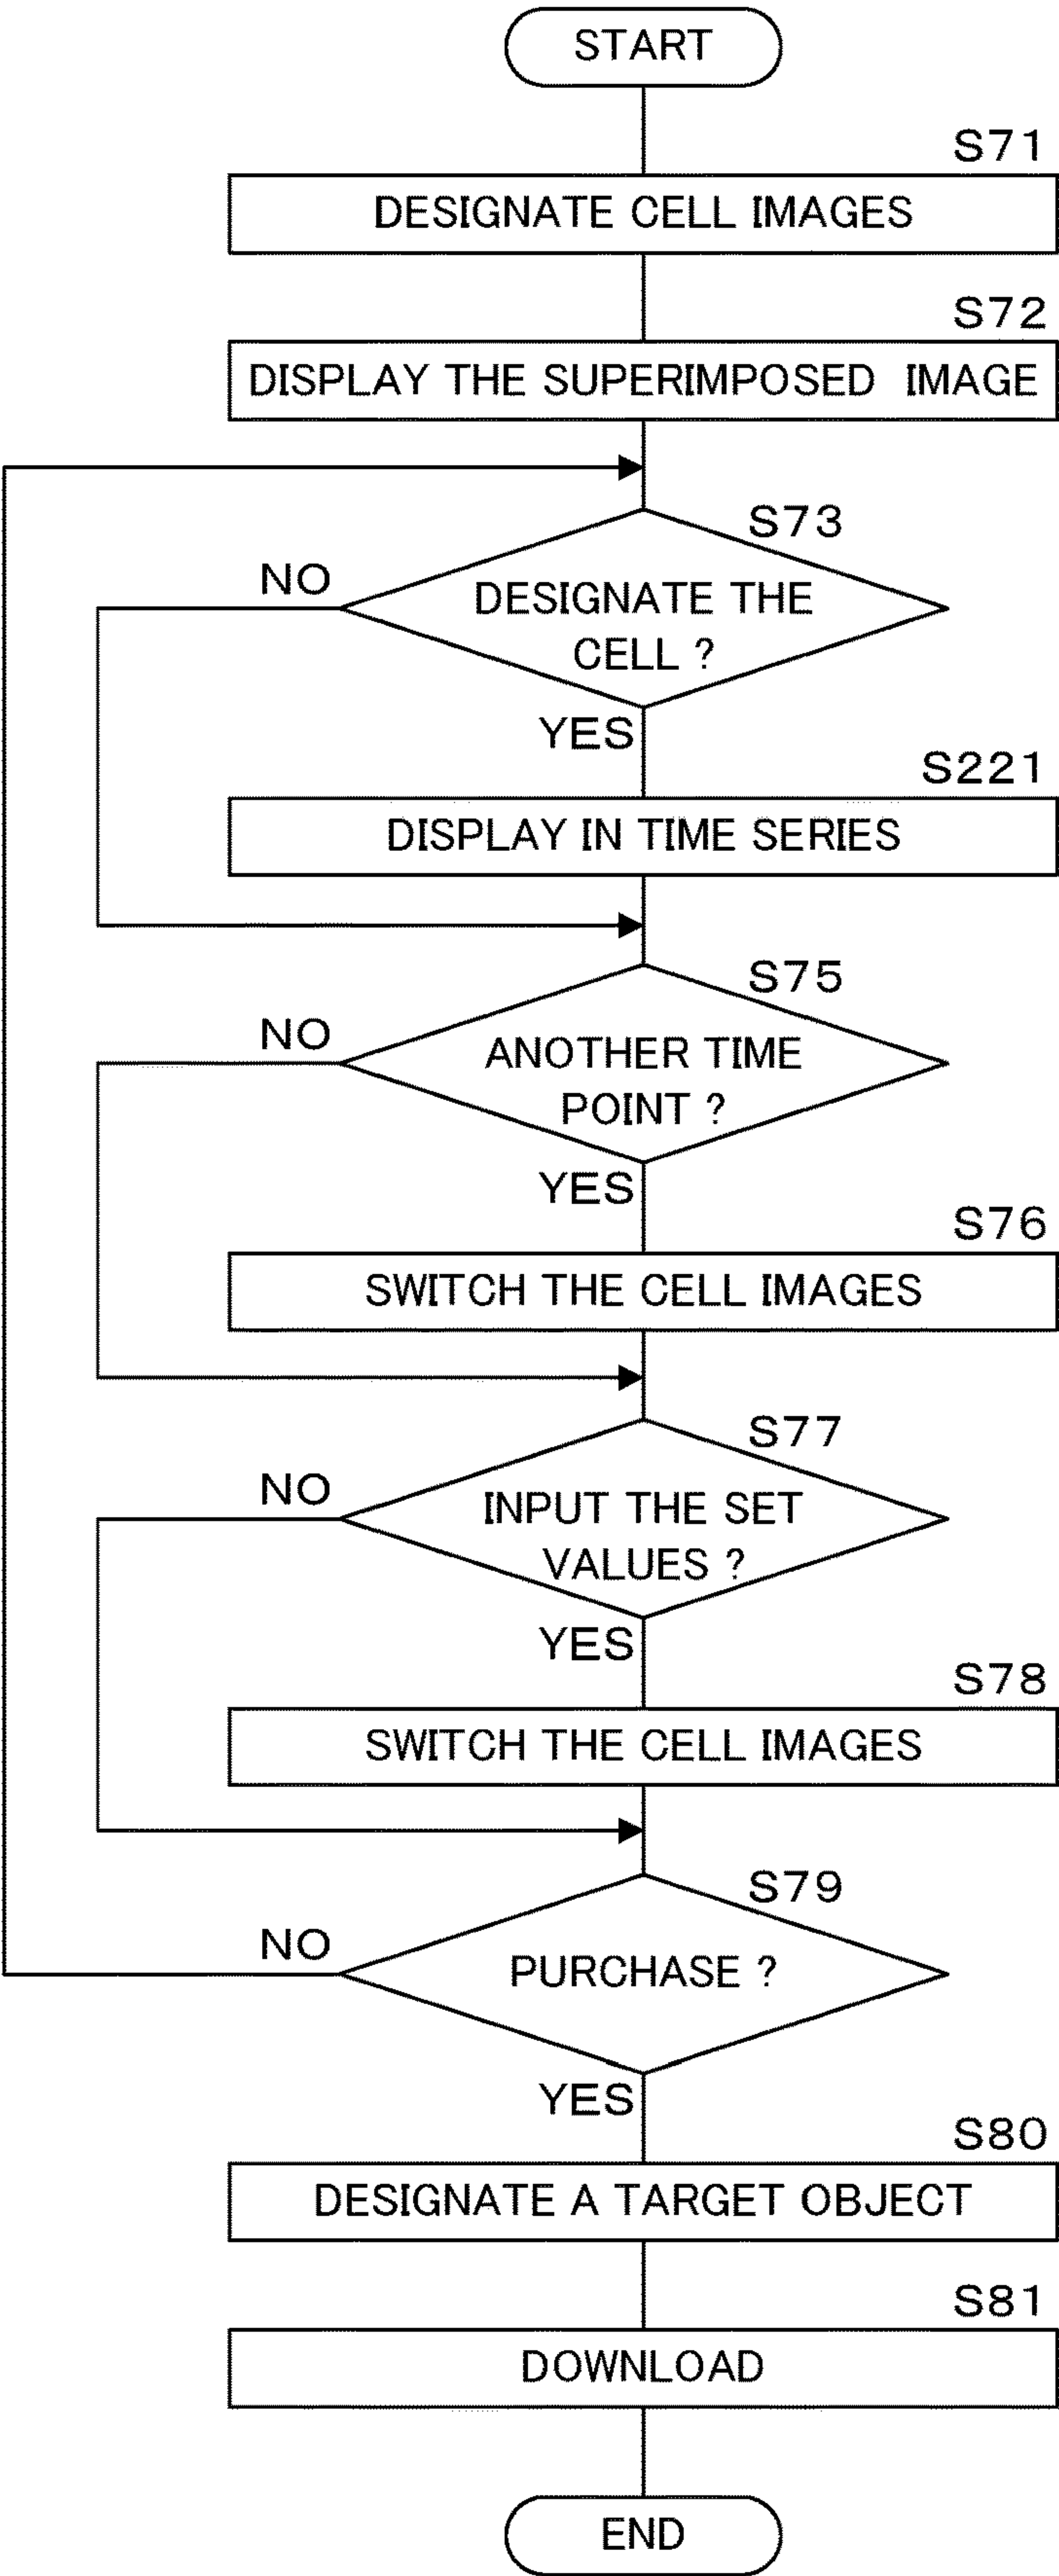 START
S71
DESIGNATE CELL IMAGES
S72
DISPLAY THE SUPERIMPOSED IMAGE
S73
NO
DESIGNATE THE
CELL ?
YES
S221
DISPLAY IN TIME SERIES
S75
NO
ANOTHER TIME
POINT ?
YES
S76
SWITCH THE CELL IMAGES
S77
NO
INPUT THE SET
VALUES ?
YES
S78
SWITCH THE CELL IMAGES
S79
NO
PURCHASE ?
YES
S80
DESIGNATE A TARGET OBJECT
S81
DOWNLOAD
END